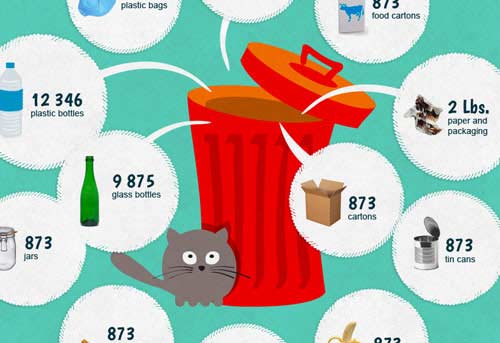 plastic bags
873
food cartons
12 346
plastic bottles
2 Lbs.
paper and
packaging
9 875
glass bottles
873
cartons
873
jars
873
tin cans
873